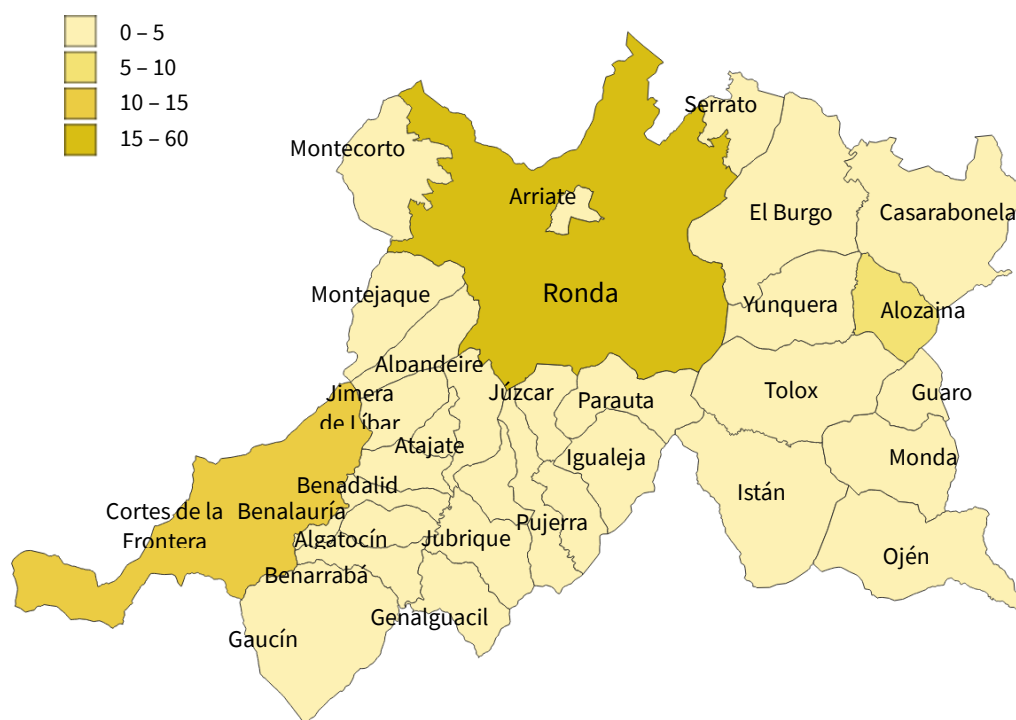 0 – 5
5 – 10
10 – 15
15 – 60
Serrato
Montecorto
Arriate
El Burgo
Casarabonela
Ronda
Montejaque
Yunquera
Alozaina
Alpandeire
Júzcar
Jimera
de Líbar
Parauta
Tolox
Guaro
Atajate
Igualeja
Monda
Benadalid
Istán
Cortes de la
Frontera
Benalauría
Pujerra
Algatocín
Jubrique
Ojén
Benarrabá
Genalguacil
Gaucín